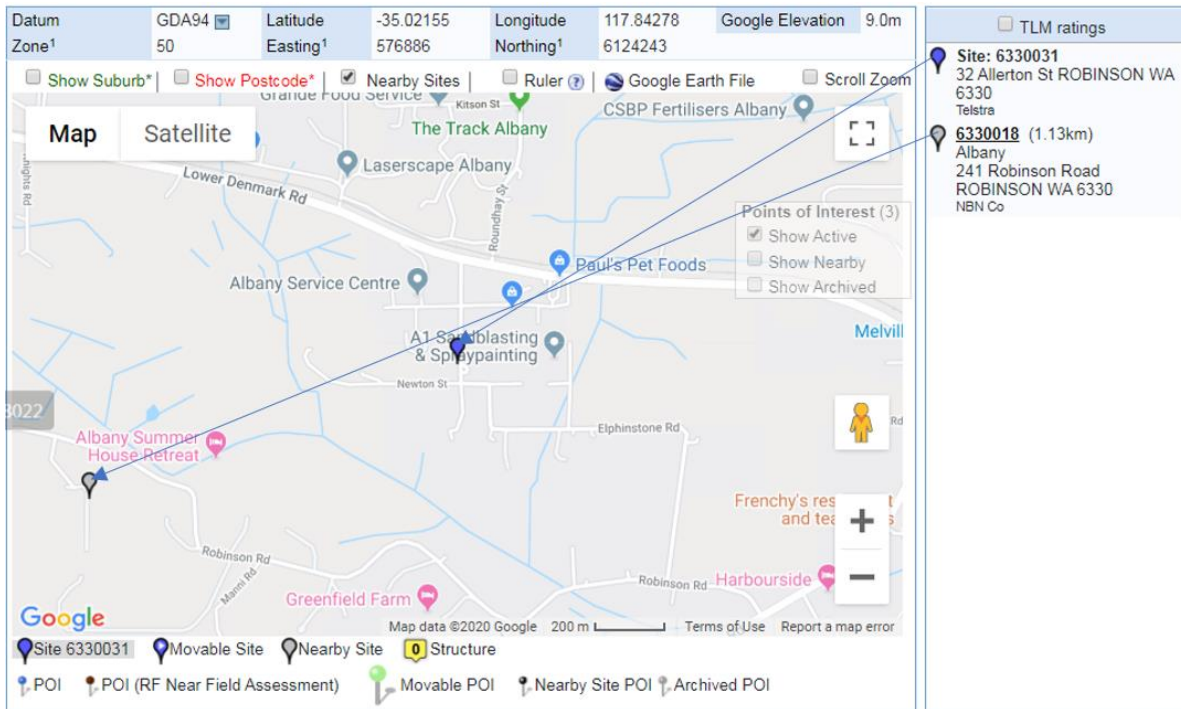 Datum GDA94 Latitude -35.02155 Longitude 117.84278 Google Elevation 9.0m
Zone1 50 Easting1 576886 Northing1 6124243
Show Suburb* | Show Postcode* | Nearby Sites | Ruler ? | Google Earth File Scroll Zoom
Grande Food Service
Kitson St
CSBP Fertilisers Albany
Map Satellite
The Track Albany
Laserscape Albany
Lower Denmark Rd
Roundhay St
Points of Interest (3)
Show Active
Show Nearby
Show Archived
Paul's Pet Foods
Albany Service Centre
A1 Sandblasting
& Spraypainting
Newton St
3022
Elphinstone Rd
Rd
Albany Summer
House Retreat
and
Robinson Rd
Manni Rd
Robinson Rd
Harbourside
Greenfield Farm
Google
Map data ©2020 Google 200 m Terms of Use Report a map error
Site 6330031 Movable Site Nearby Site 0 Structure
POI POI (RF Near Field Assessment) Movable POI Nearby Site POI Archived POI
TLM ratings
Site: 6330031
32 Allerton St ROBINSON WA
6330
Telstra
6330018 (1.13km)
Albany
241 Robinson Road
ROBINSON WA 6330
NBN Co